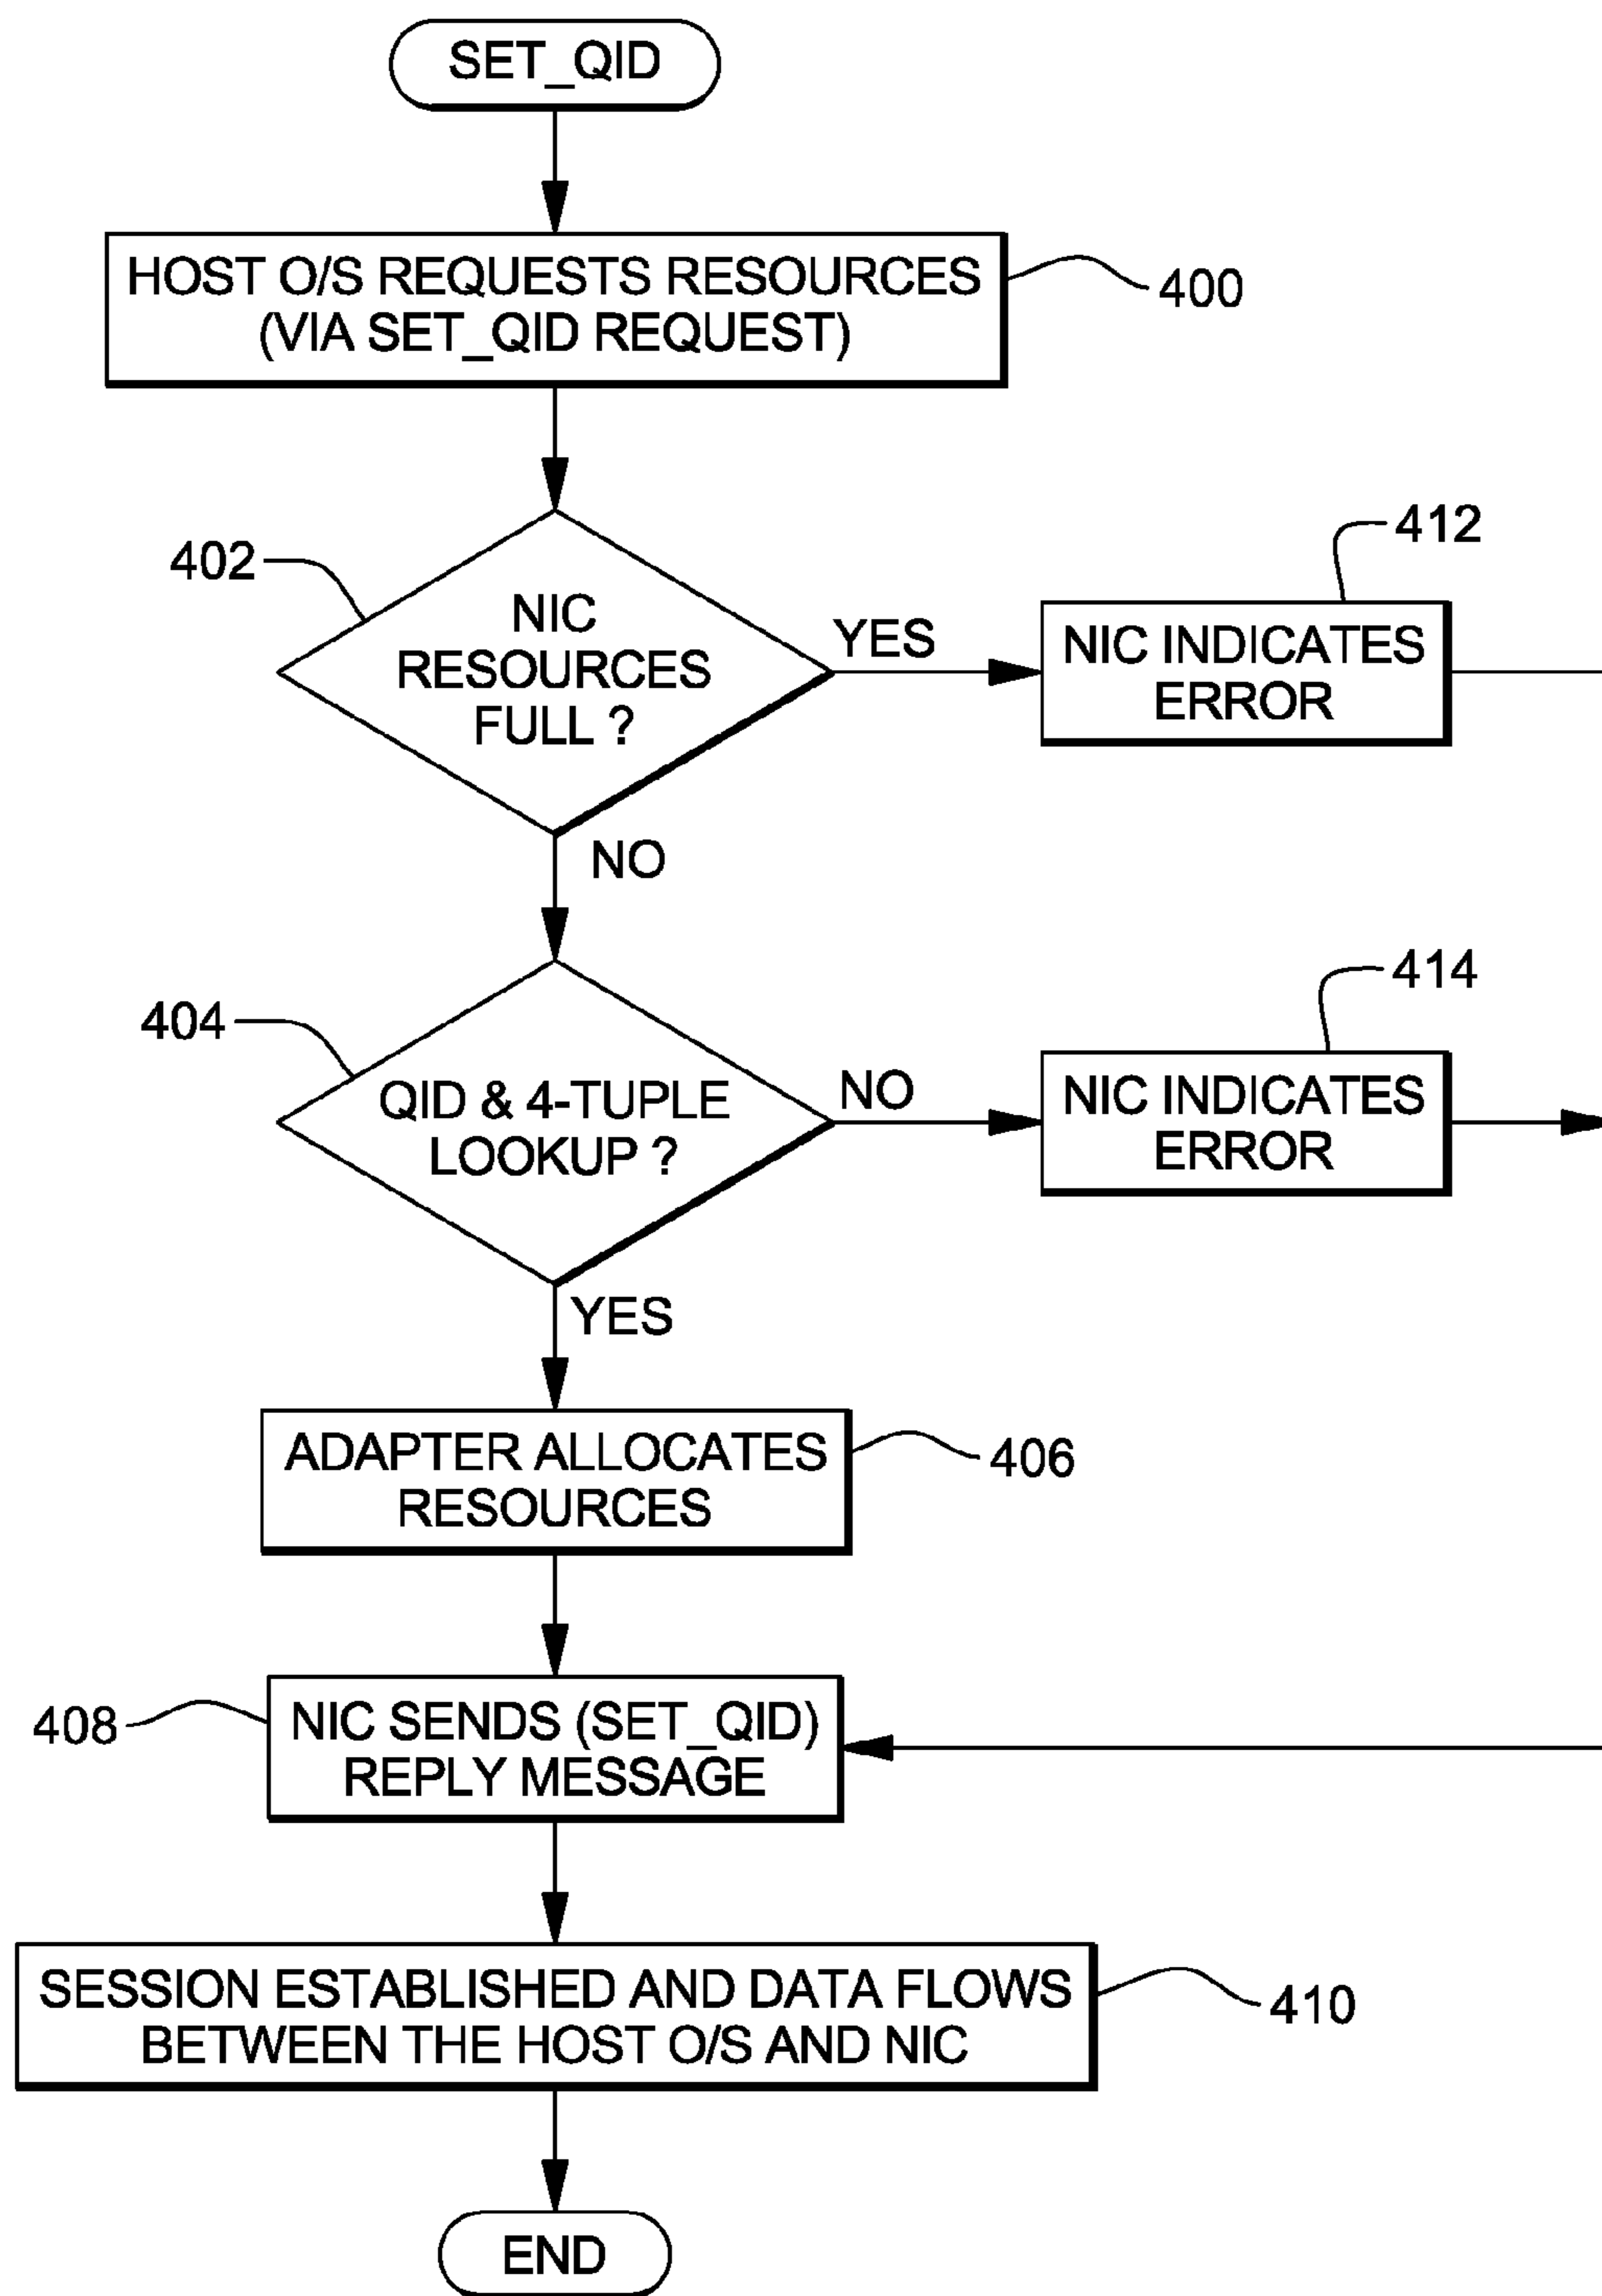 SET_QID
HOST O/S REQUESTS RESOURCES
(VIA SET_QID REQUEST)
400
402
NIC
RESOURCES
FULL ?
YES
412
NIC INDICATES
ERROR
NO
404
QID & 4-TUPLE
LOOKUP ?
NO
414
NIC INDICATES
ERROR
YES
ADAPTER ALLOCATES
RESOURCES
406
408
NIC SENDS (SET_QID)
REPLY MESSAGE
SESSION ESTABLISHED AND DATA FLOWS
BETWEEN THE HOST O/S AND NIC
410
END